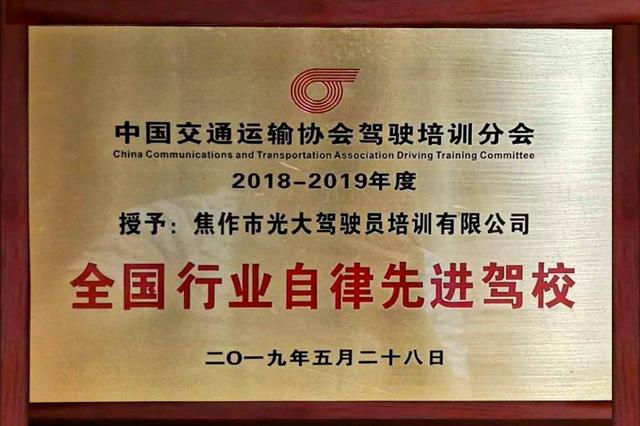 中国交通运输协会驾驶培训分会
China Communications and Transportation Association Driving Training Committee
2018-2019年度
授予：焦作市光大驾驶员培训有限公司
全国行业自律先进驾校
二〇一九年五月二十八日